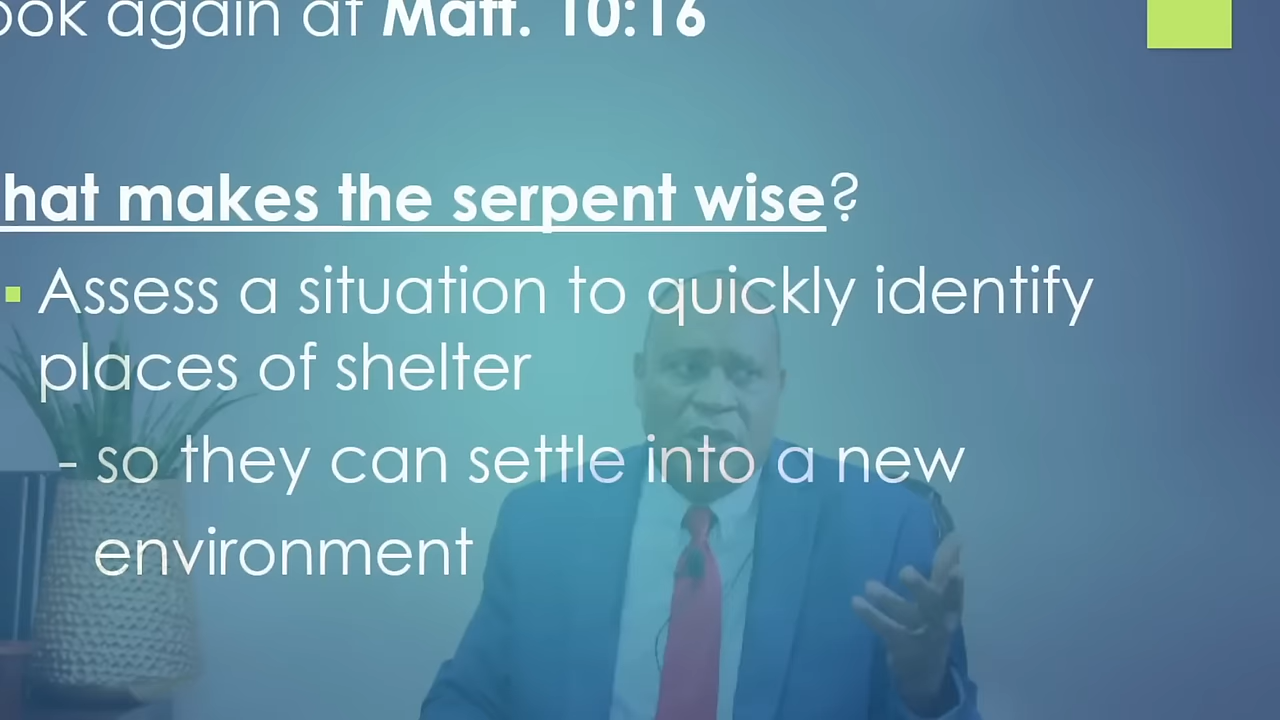 ook again at Matt. 10:16
hat makes the serpent wise?
Assess a situation to quickly identify
places of shelter
- so they can settle into a new
environment